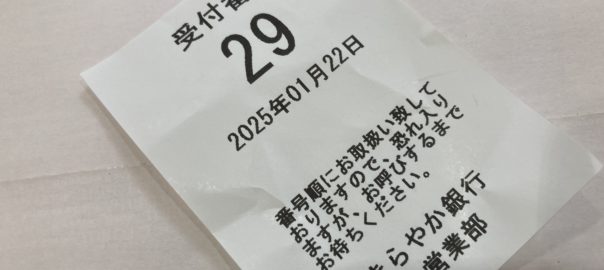 受付番
29
2025年01月22日
番号順にお取扱い致して
おりますので、恐れ入り
ますが、お呼びするまで
お待ちください。
きらやか銀行
営業部